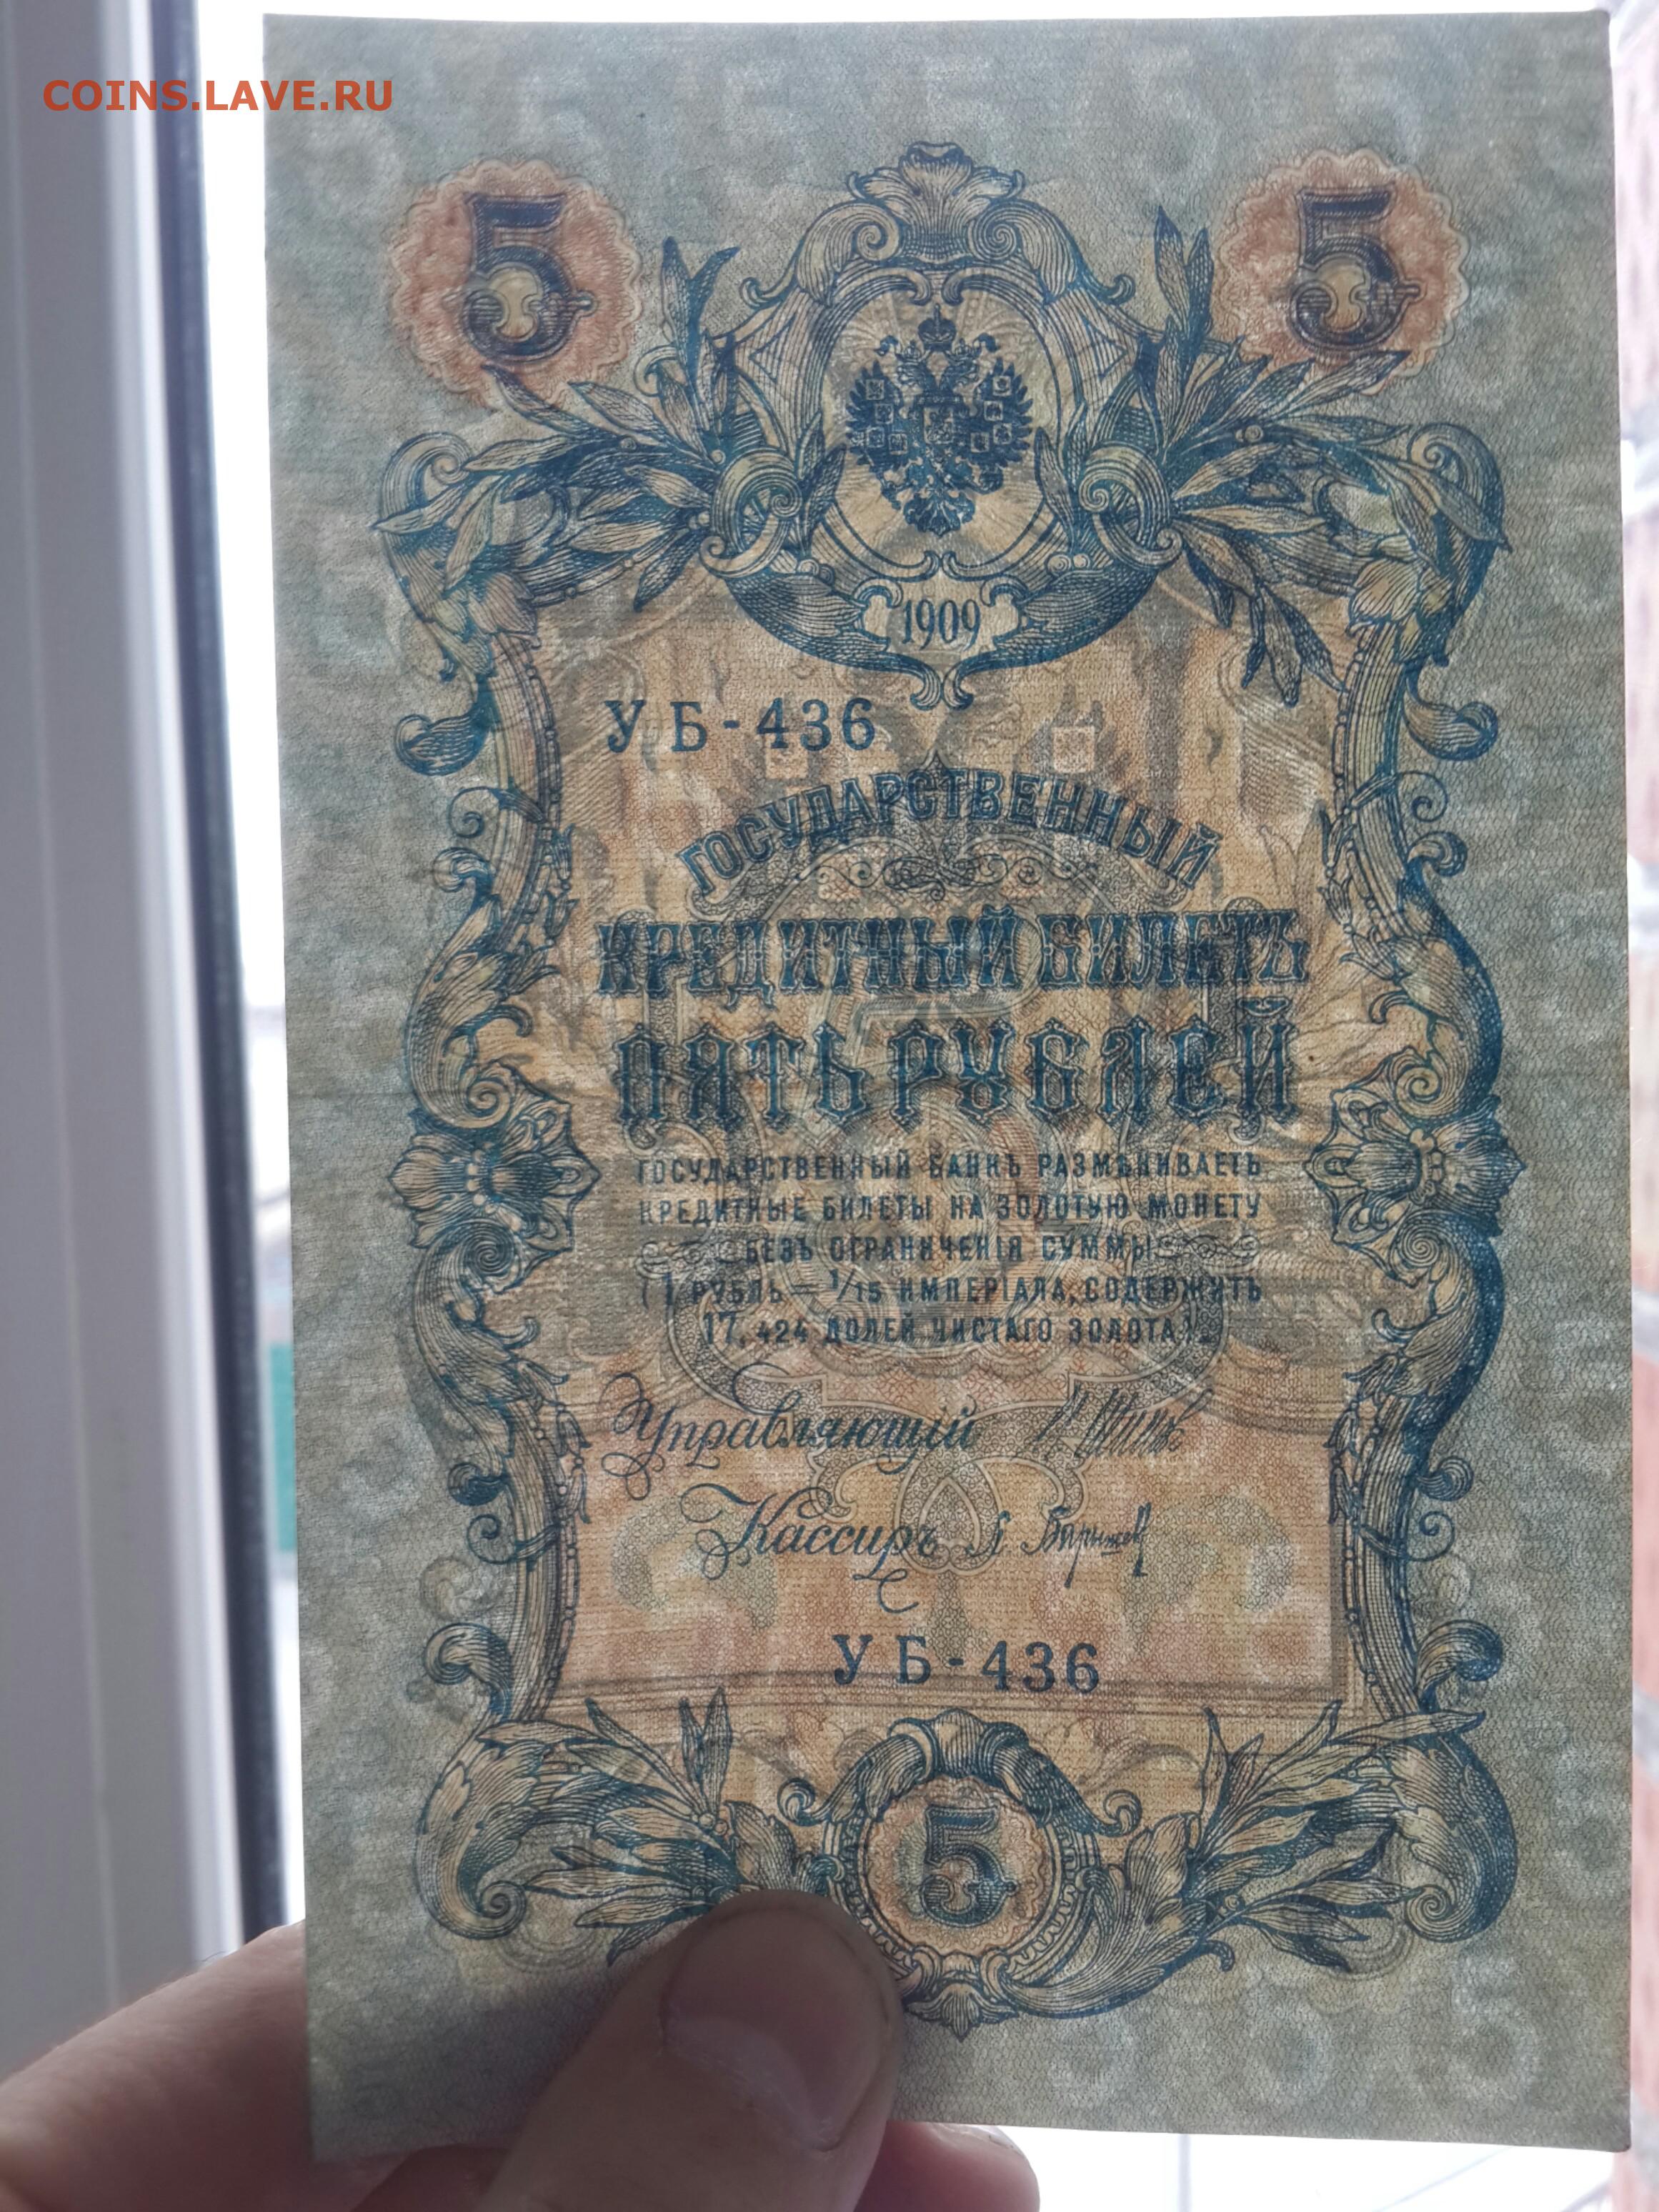 COINS.LAVE.RU
5 5
1909
УБ-436
ГОСУДАРСТВЕННЫЙ
КРЕДИТНЫЙ БИЛЕТЪ
ПЯТЬ РУБЛЕЙ
ГОСУДАРСТВЕННЫЙ БАНКЪ РАЗМѢНИВАЕТЪ
КРЕДИТНЫЕ БИЛЕТЫ НА ЗОЛОТУЮ МОНЕТУ
БЕЗЪ ОГРАНИЧЕНІЯ СУММЫ
(1 РУБЛЬ = 1/15 ИМПЕРІАЛА, СОДЕРЖИТЪ
17,424 ДОЛЕЙ ЧИСТАГО ЗОЛОТА).
Управляющій
Кассиръ
УБ-436
5